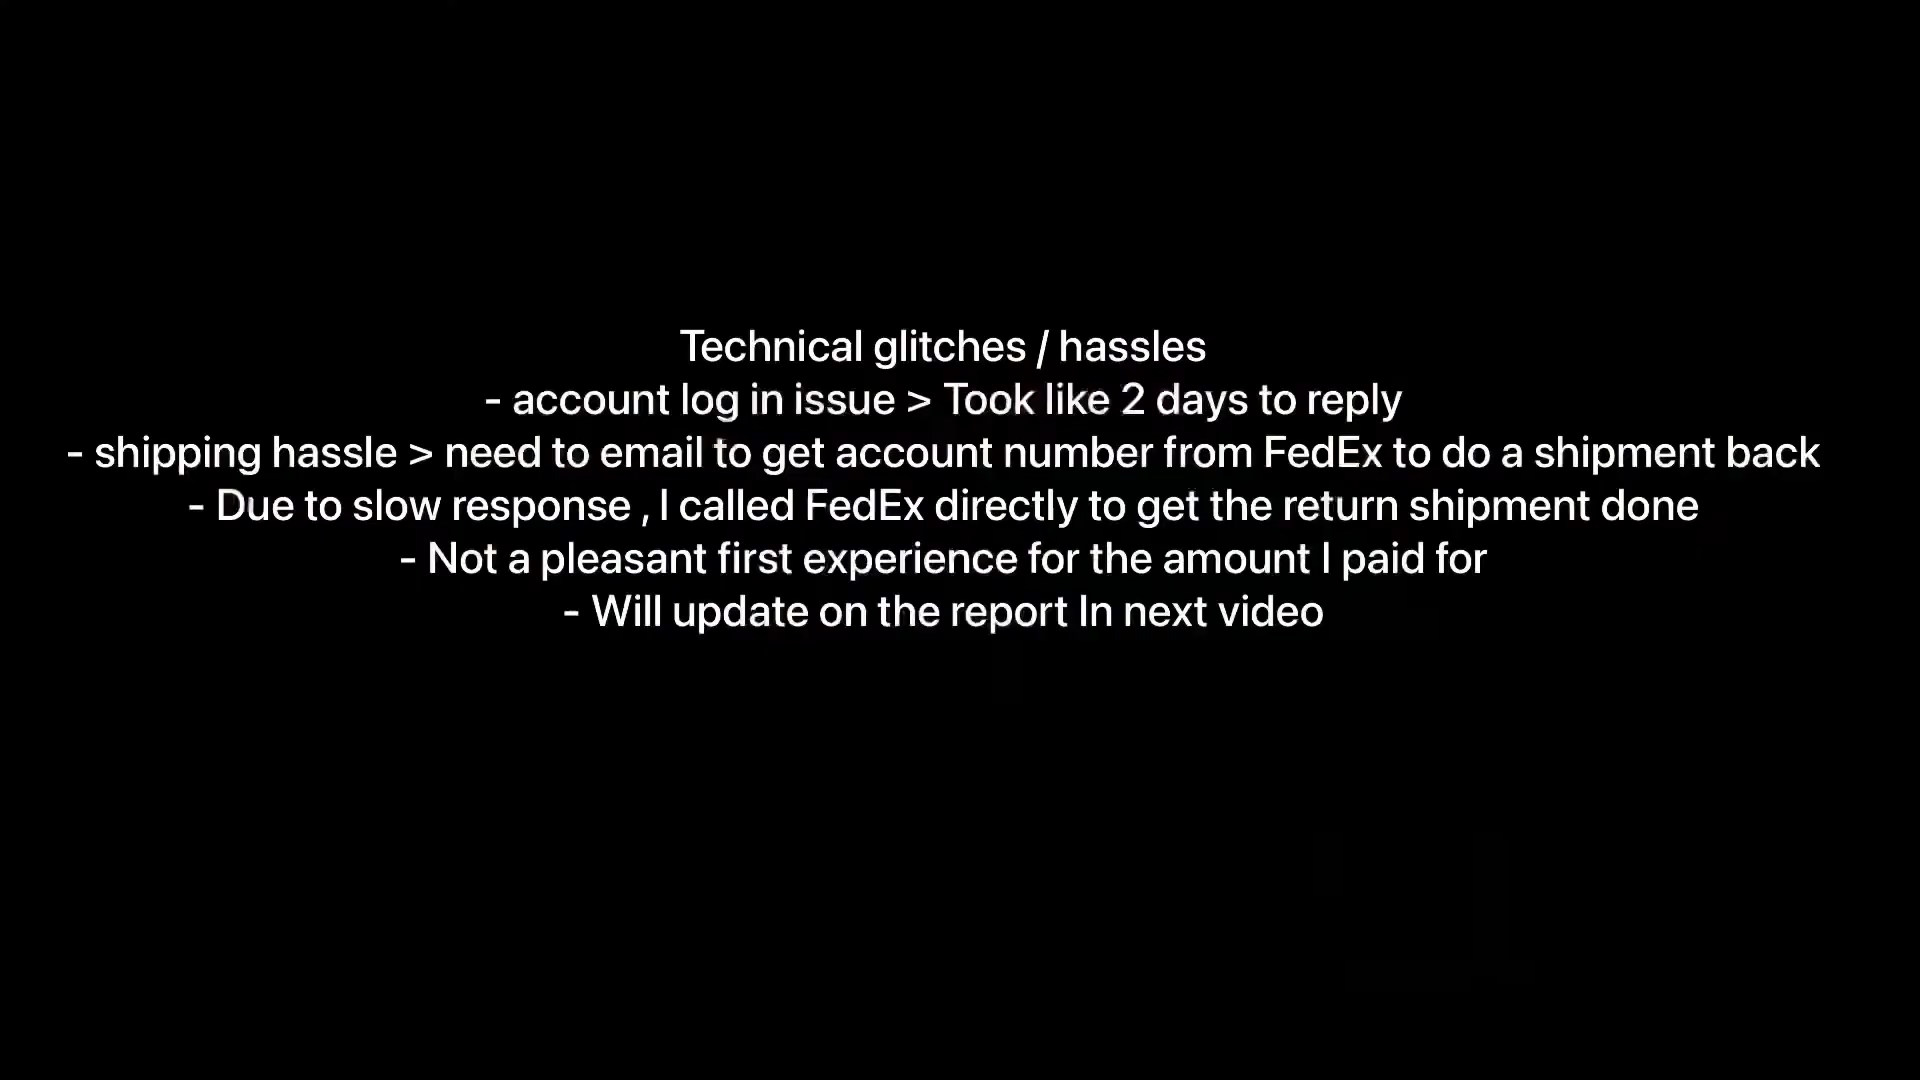 Technical glitches / hassles
- account log in issue > Took like 2 days to reply
- shipping hassle > need to email to get account number from FedEx to do a shipment back
- Due to slow response , I called FedEx directly to get the return shipment done
- Not a pleasant first experience for the amount I paid for
- Will update on the report In next video